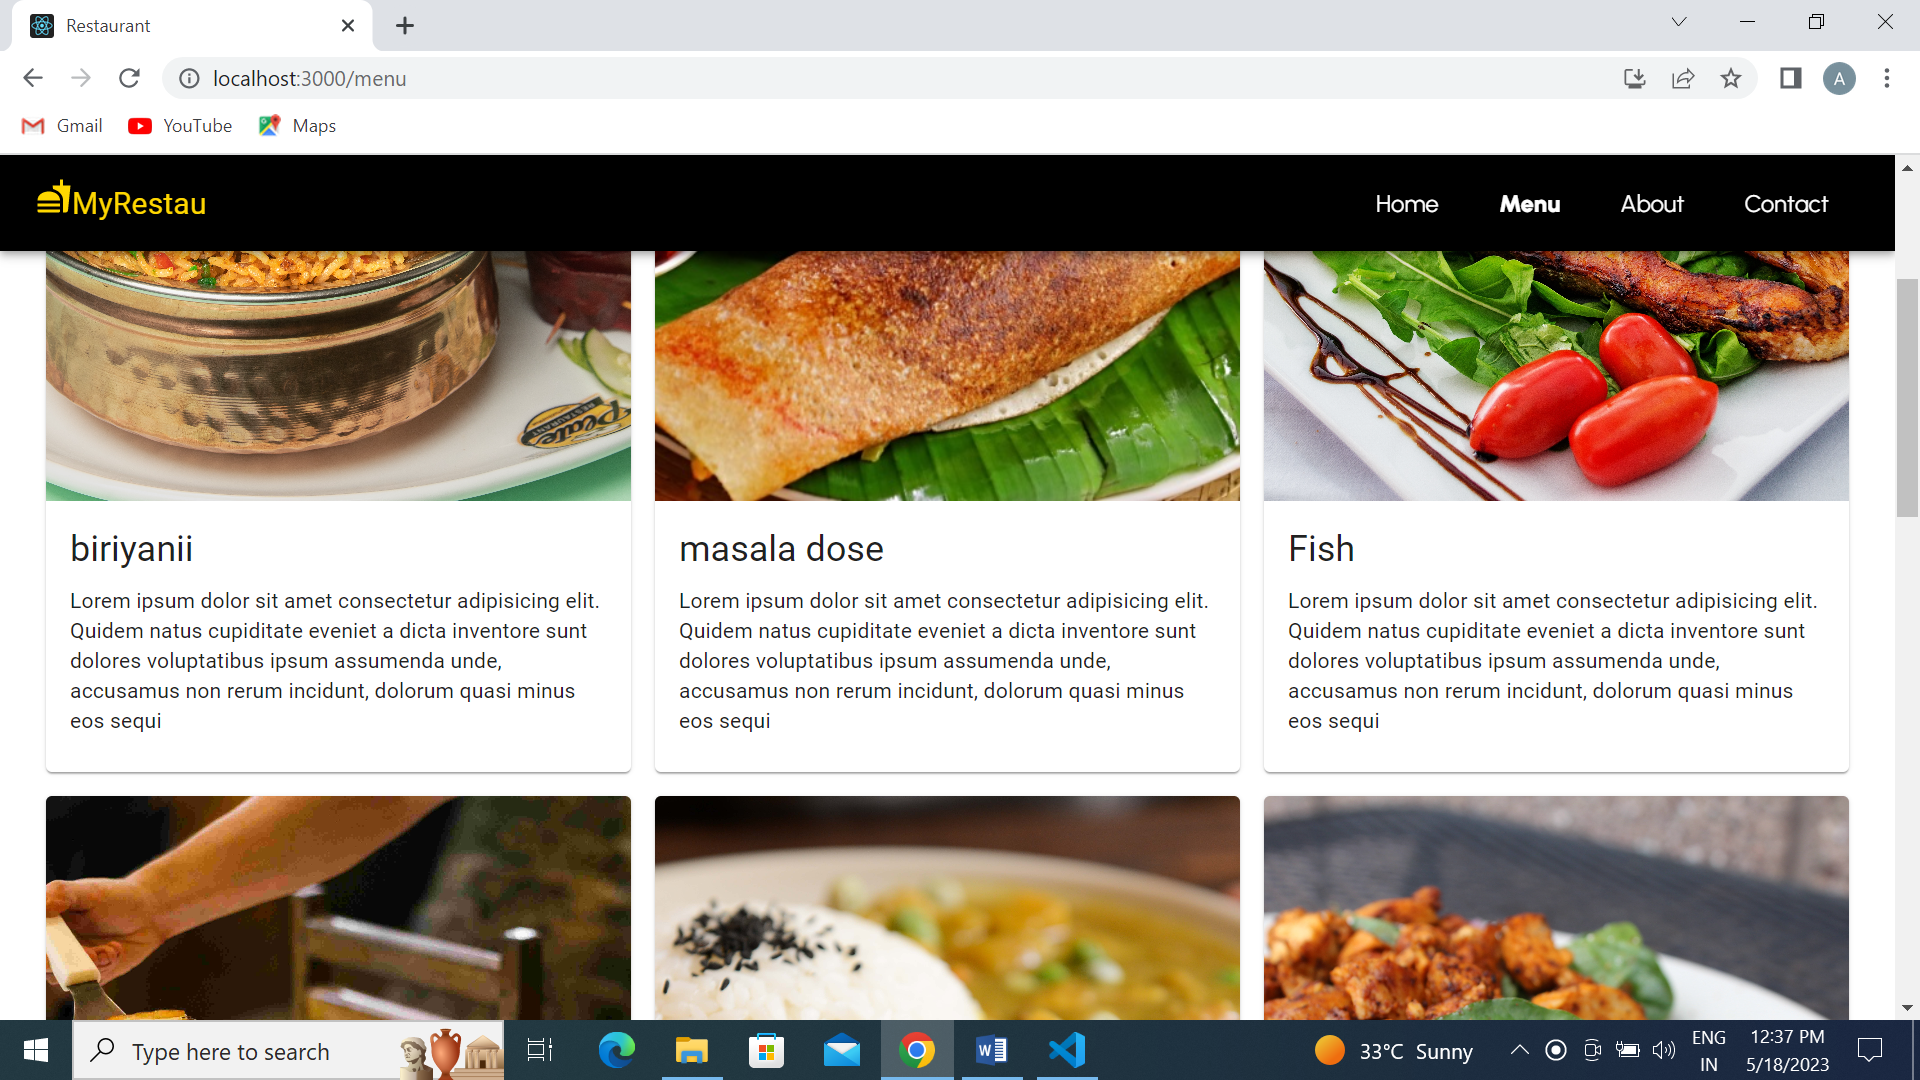 Restaurant
localhost:3000/menu
A
Gmail
YouTube
Maps
MyRestau
Home
Menu
About
Contact
Plate
RESTAURANT
biriyanii
masala dose
Fish
Lorem ipsum dolor sit amet consectetur adipisicing elit.
Quidem natus cupiditate eveniet a dicta inventore sunt
dolores voluptatibus ipsum assumenda unde,
accusamus non rerum incidunt, dolorum quasi minus
eos sequi
Lorem ipsum dolor sit amet consectetur adipisicing elit.
Quidem natus cupiditate eveniet a dicta inventore sunt
dolores voluptatibus ipsum assumenda unde,
accusamus non rerum incidunt, dolorum quasi minus
eos sequi
Lorem ipsum dolor sit amet consectetur adipisicing elit.
Quidem natus cupiditate eveniet a dicta inventore sunt
dolores voluptatibus ipsum assumenda unde,
accusamus non rerum incidunt, dolorum quasi minus
eos sequi
Type here to search
W
33°C Sunny
ENG
IN
12:37 PM
5/18/2023